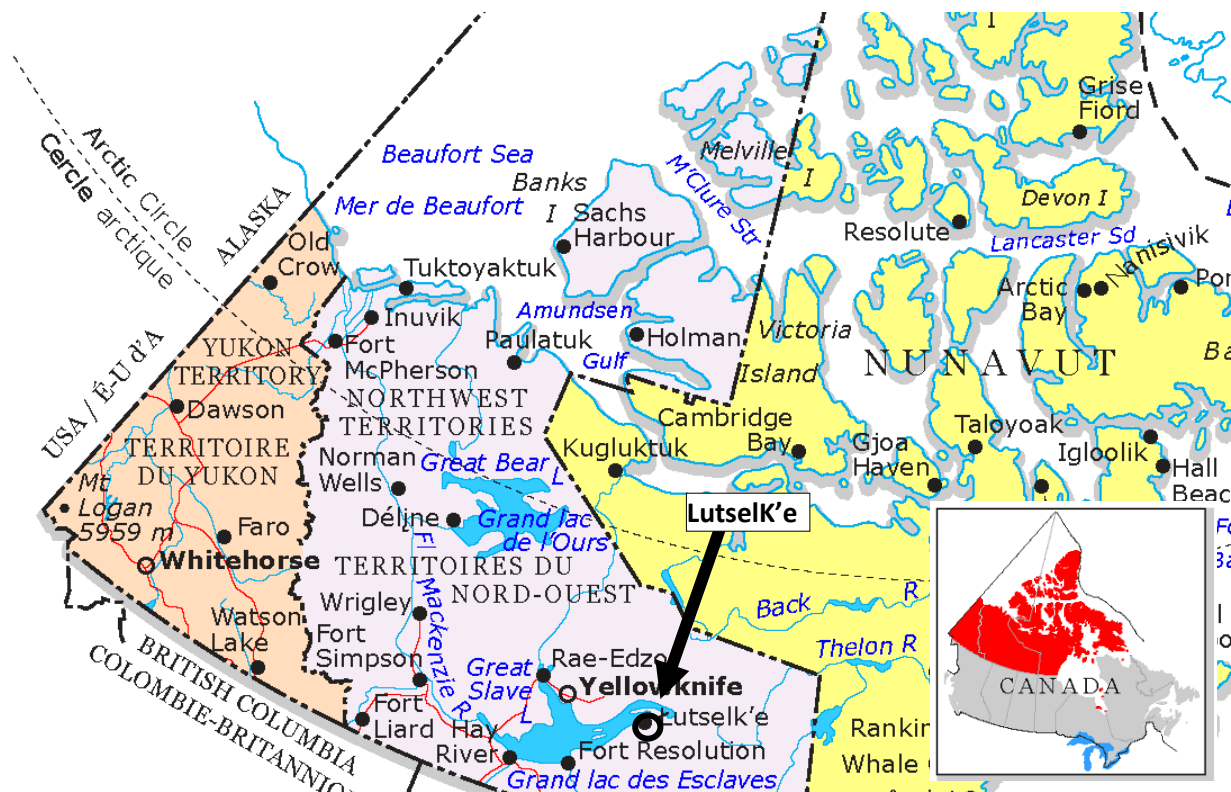 I
Grise
Fiord
Arctic Circle
Cercle arctique
Beaufort Sea
Mer de Beaufort
Banks
I
Sachs
Harbour
M'Clure Str
Melville
I
Devon I
Resolute
Lancaster Sd
ALASKA
Old
Crow
Tuktoyaktuk
Nanisivik
Arctic
Bay
Inuvik
Amundsen
Gulf
Paulatuk
Holman
Victoria
Island
NUNAVUT
YUKON
TERRITORY
Fort
McPherson
USA / É-U d'A
Dawson
NORTHWEST
TERRITORIES
Cambridge
Bay
Taloyoak
TERRITOIRE
DU YUKON
Kugluktuk
Gjoa
Haven
Igloolik
Norman
Wells
Great Bear
L
Hall
Beac
Mt
Logan
5959 m
Déline
Grand lac
de l'Ours
LutselK'e
Faro
Whitehorse
TERRITOIRES DU
NORD-OUEST
Fl
Mackenzie R
Wrigley
Back
R
Watson
Lake
Fort
Simpson
Great
Slave
L
Rae-Edzo
Yellowknife
Thelon R
CANADA
BRITISH COLUMBIA
COLOMBIE-BRITANNIQUE
Fort
Liard
Hay
River
Lutselk'e
Fort Resolution
Rankin
Whale
Grand lac des Esclaves